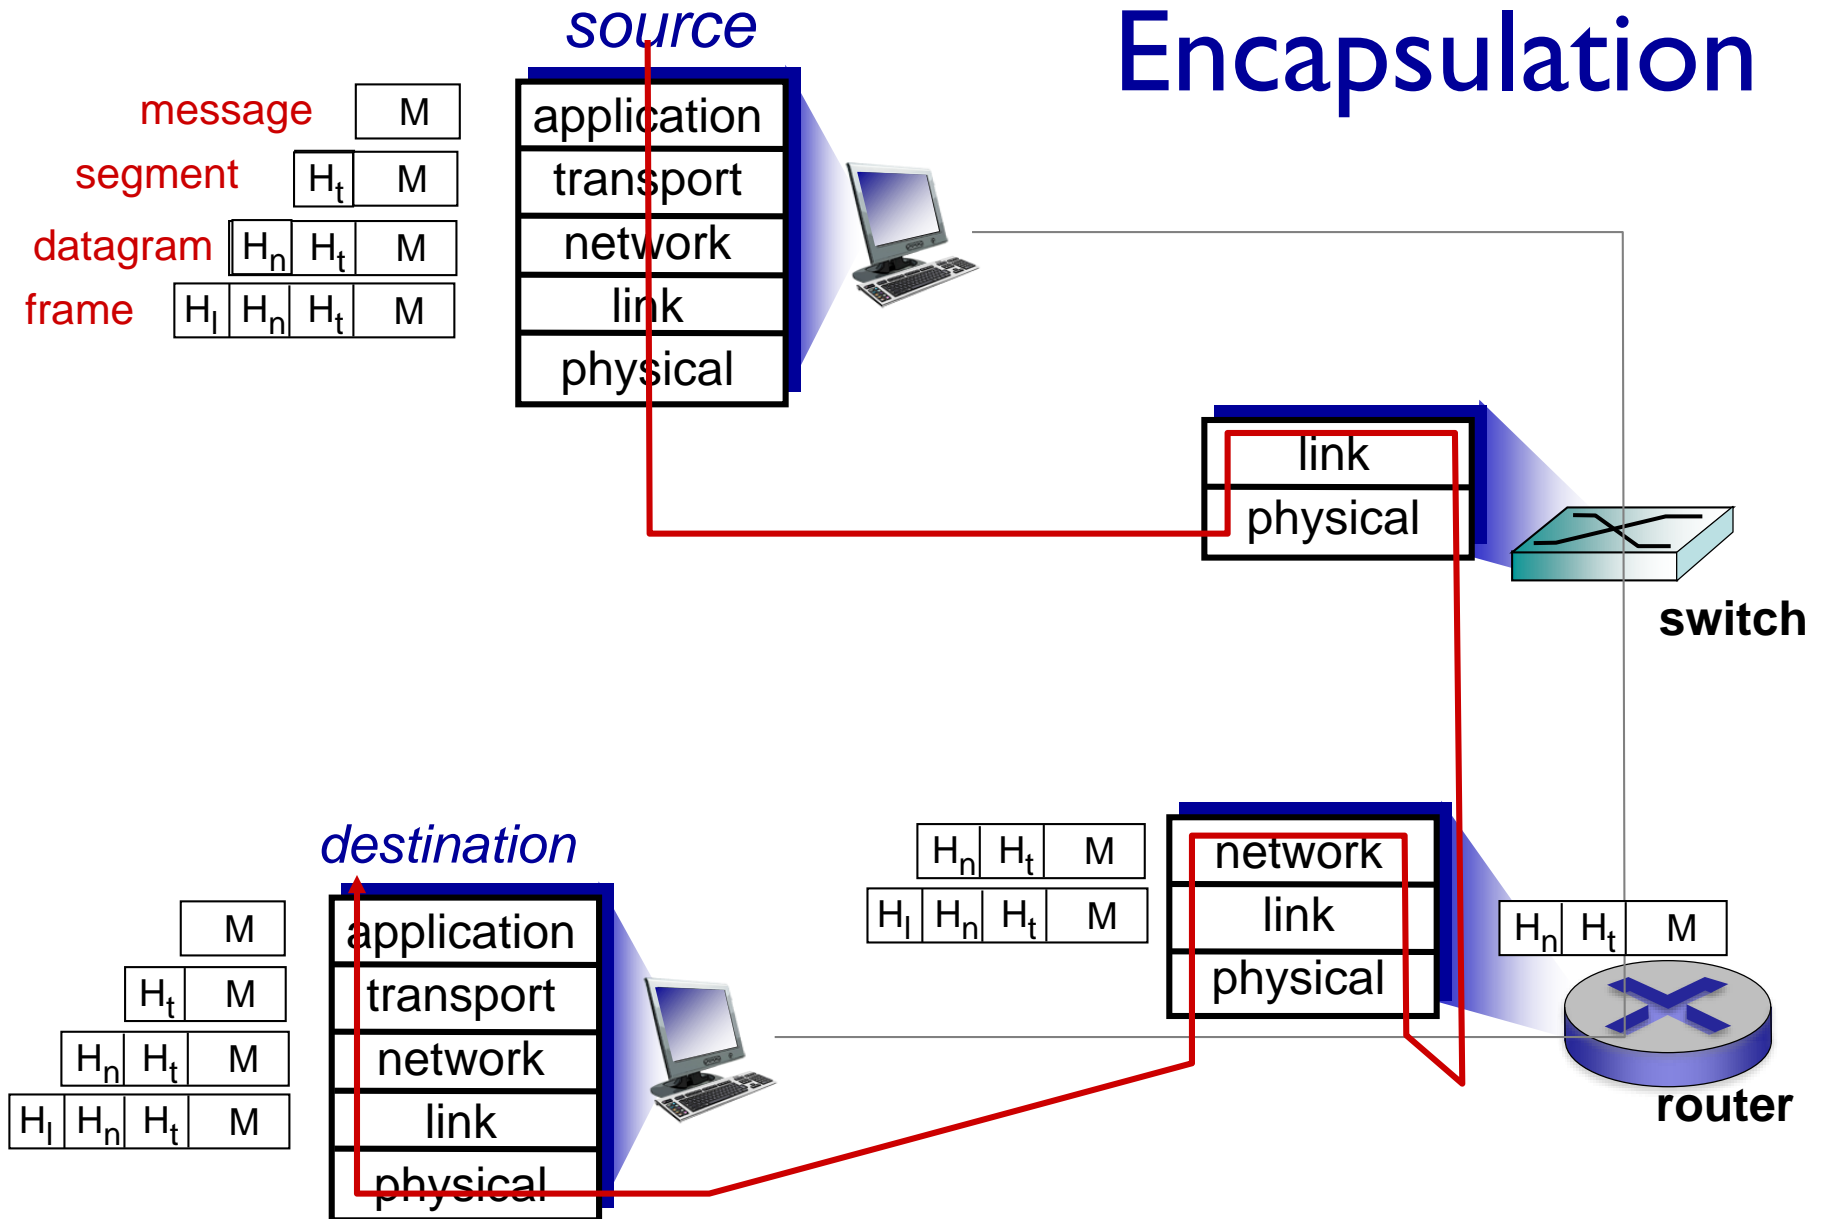 source
Encapsulation
message M
segment Ht M
datagram Hn Ht M
frame Hl Hn Ht M
application
transport
network
link
physical
link
physical
switch
destination
M
Ht M
Hn Ht M
Hl Hn Ht M
application
transport
network
link
physical
Hn Ht M
Hl Hn Ht M
network
link
physical
Hn Ht M
router